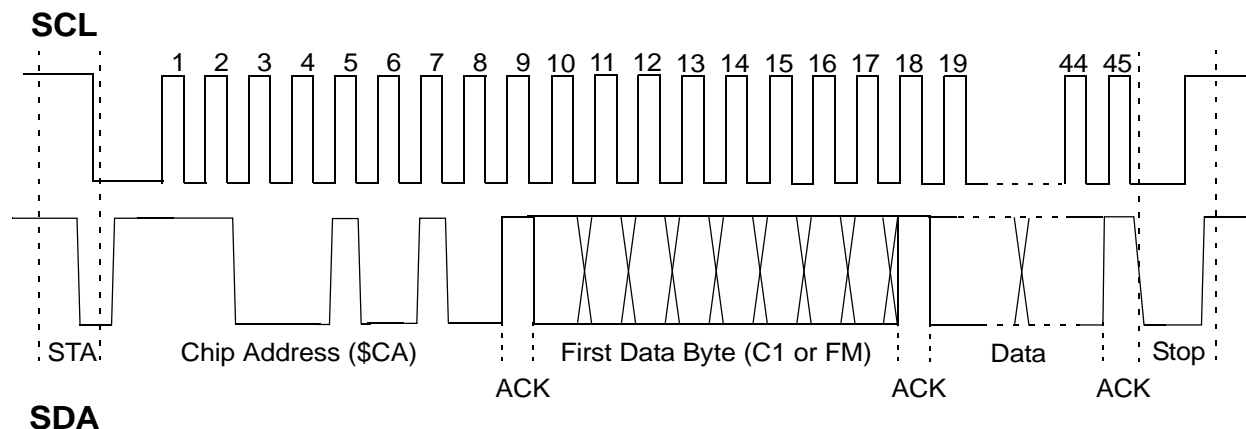 SCL
1 2 3 4 5 6 7 8 9 10 11 12 13 14 15 16 17 18 19 44 45
STA Chip Address ($CA) First Data Byte (C1 or FM) Data Stop
ACK ACK ACK
SDA